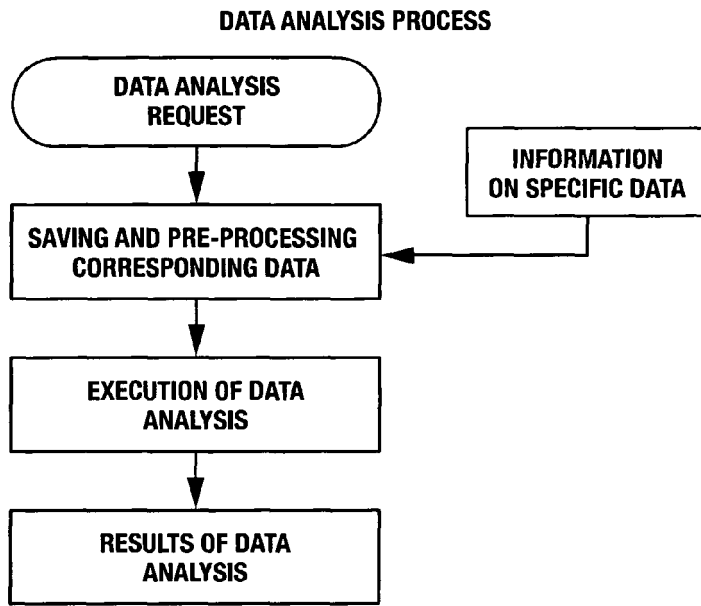 DATA ANALYSIS PROCESS
DATA ANALYSIS
REQUEST
INFORMATION
ON SPECIFIC DATA
SAVING AND PRE-PROCESSING
CORRESPONDING DATA
EXECUTION OF DATA
ANALYSIS
RESULTS OF DATA
ANALYSIS